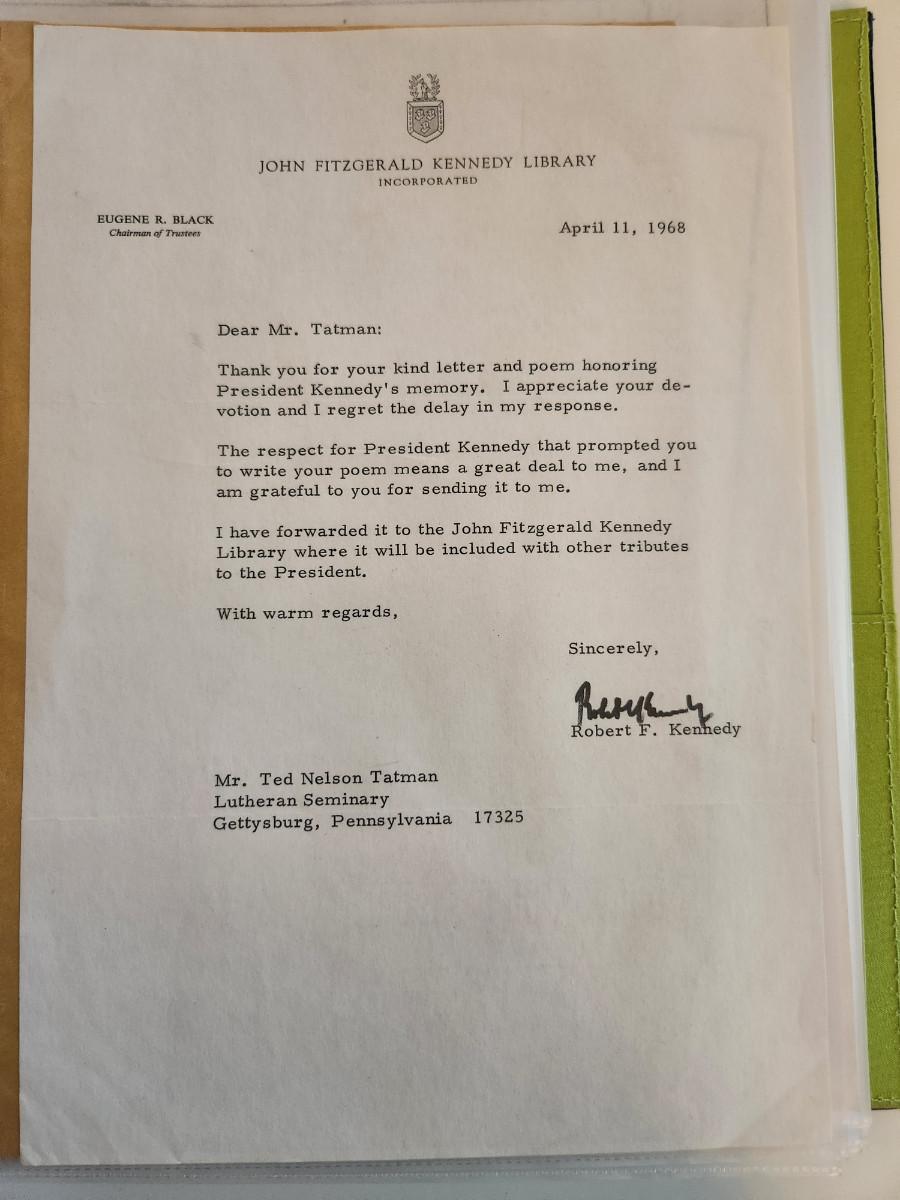 JOHN FITZGERALD KENNEDY LIBRARY
INCORPORATED
EUGENE R. BLACK
Chairman of Trustees
April 11, 1968
Dear Mr. Tatman:
Thank you for your kind letter and poem honoring
President Kennedy's memory. I appreciate your de-
votion and I regret the delay in my response.
The respect for President Kennedy that prompted you
to write your poem means a great deal to me, and I
am grateful to you for sending it to me.
I have forwarded it to the John Fitzgerald Kennedy
Library where it will be included with other tributes
to the President.
With warm regards,
Sincerely,
Robert F. Kennedy
Mr. Ted Nelson Tatman
Lutheran Seminary
Gettysburg, Pennsylvania 17325